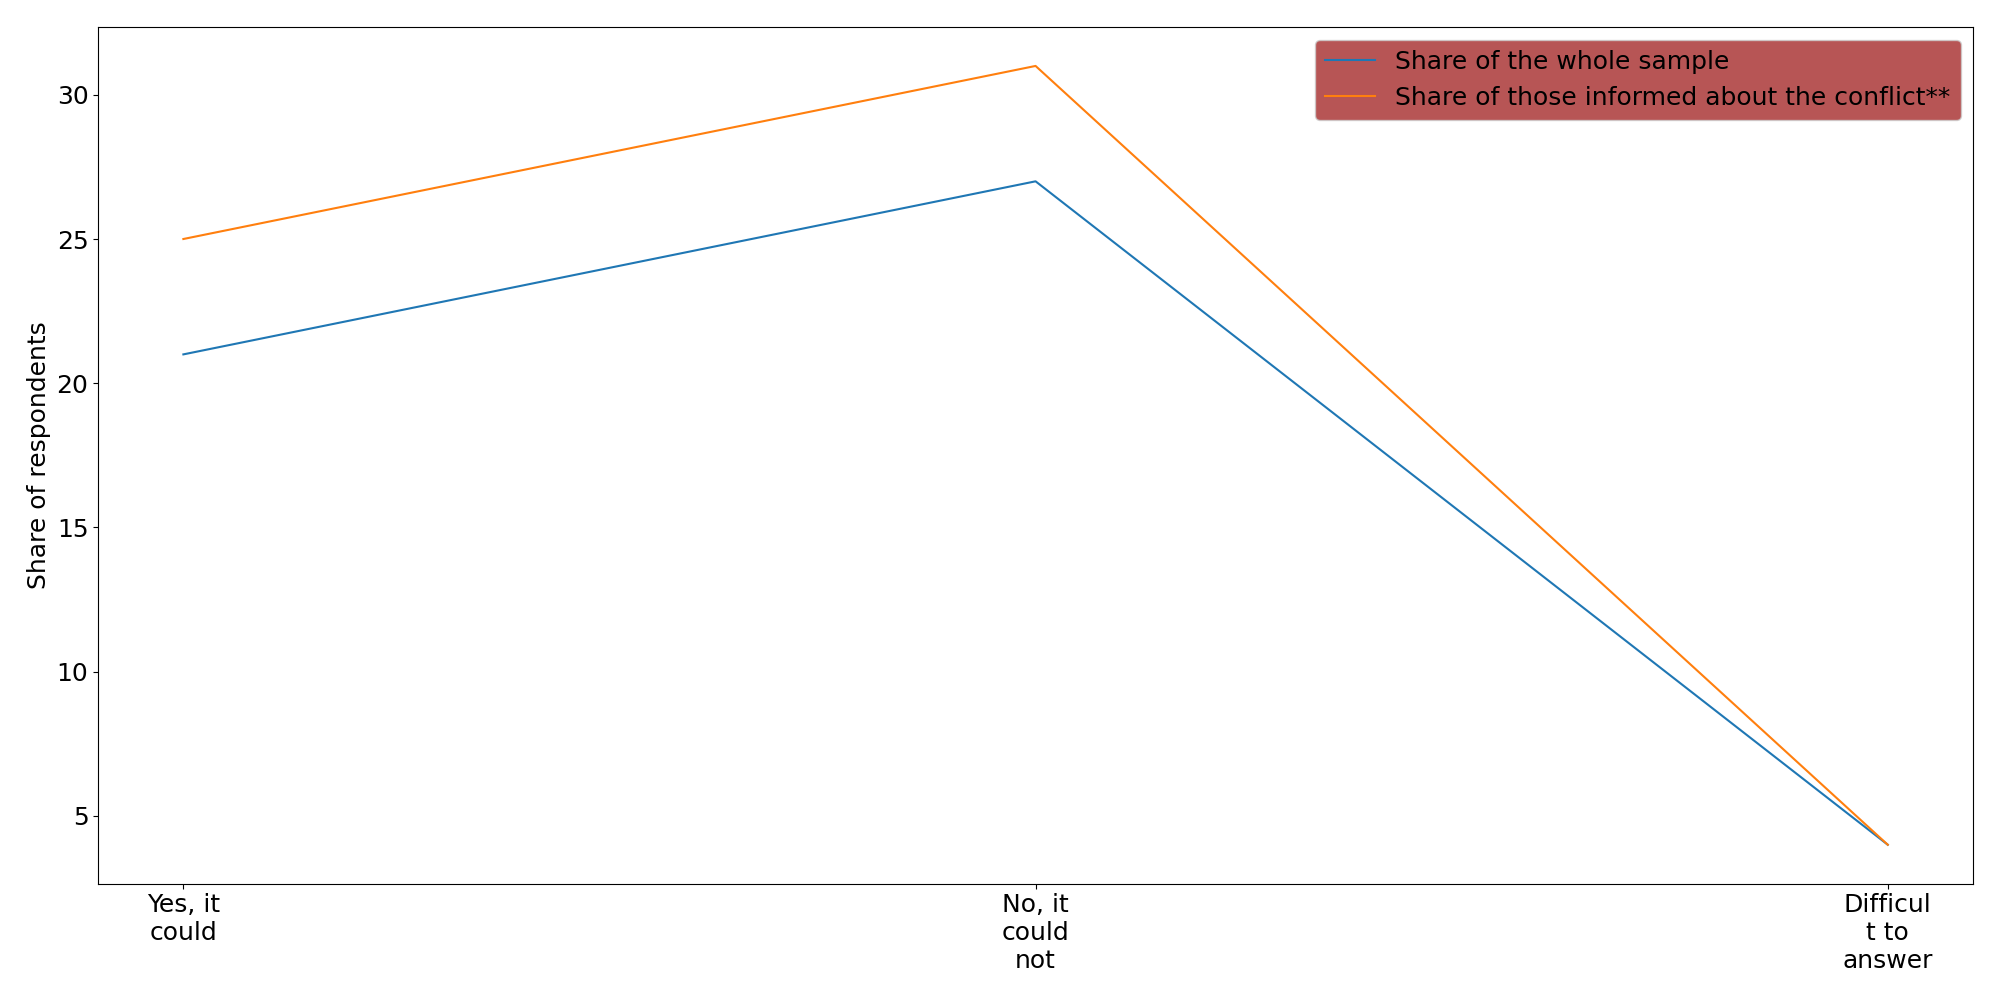 Share of the whole sample
Share of those informed about the conflict**
Share of respondents
30
25
20
15
10
5
Yes, it
could
No, it
could
not
Difficul
t to
answer